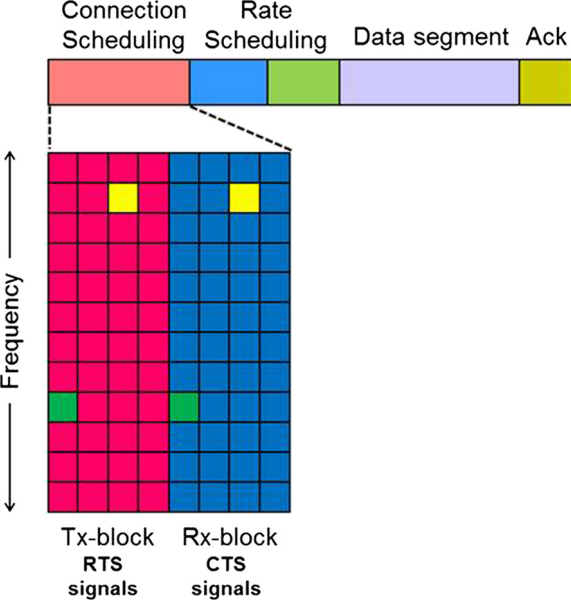 Connection
Scheduling
Rate
Scheduling
Data segment
Ack
Frequency
Tx-block
RTS
signals
Rx-block
CTS
signals